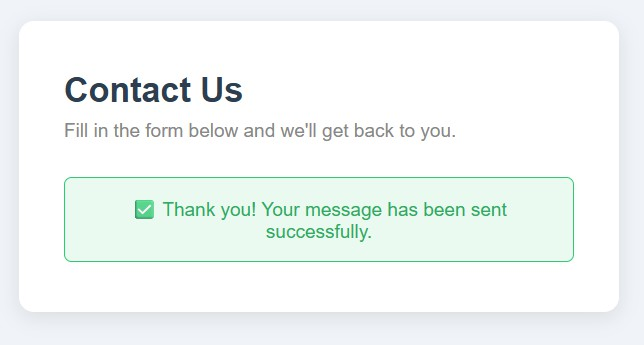 Contact Us
Fill in the form below and we'll get back to you.
✅ Thank you! Your message has been sent
successfully.